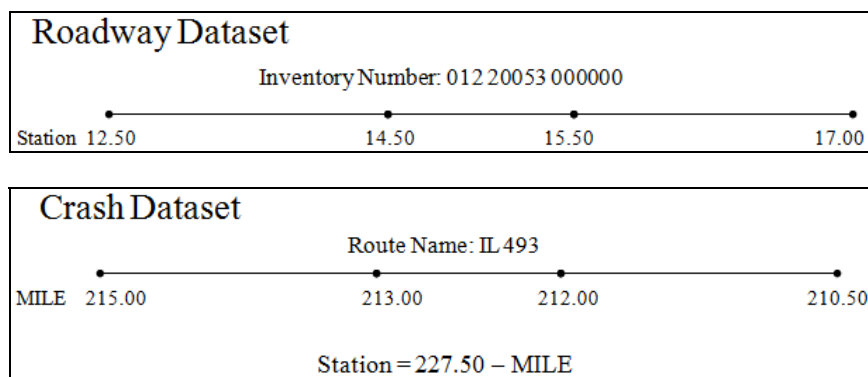 Roadway Dataset
Inventory Number: 012 20053 000000
Station 12.50 14.50 15.50 17.00
Crash Dataset
Route Name: IL 493
MILE 215.00 213.00 212.00 210.50
Station = 227.50 – MILE